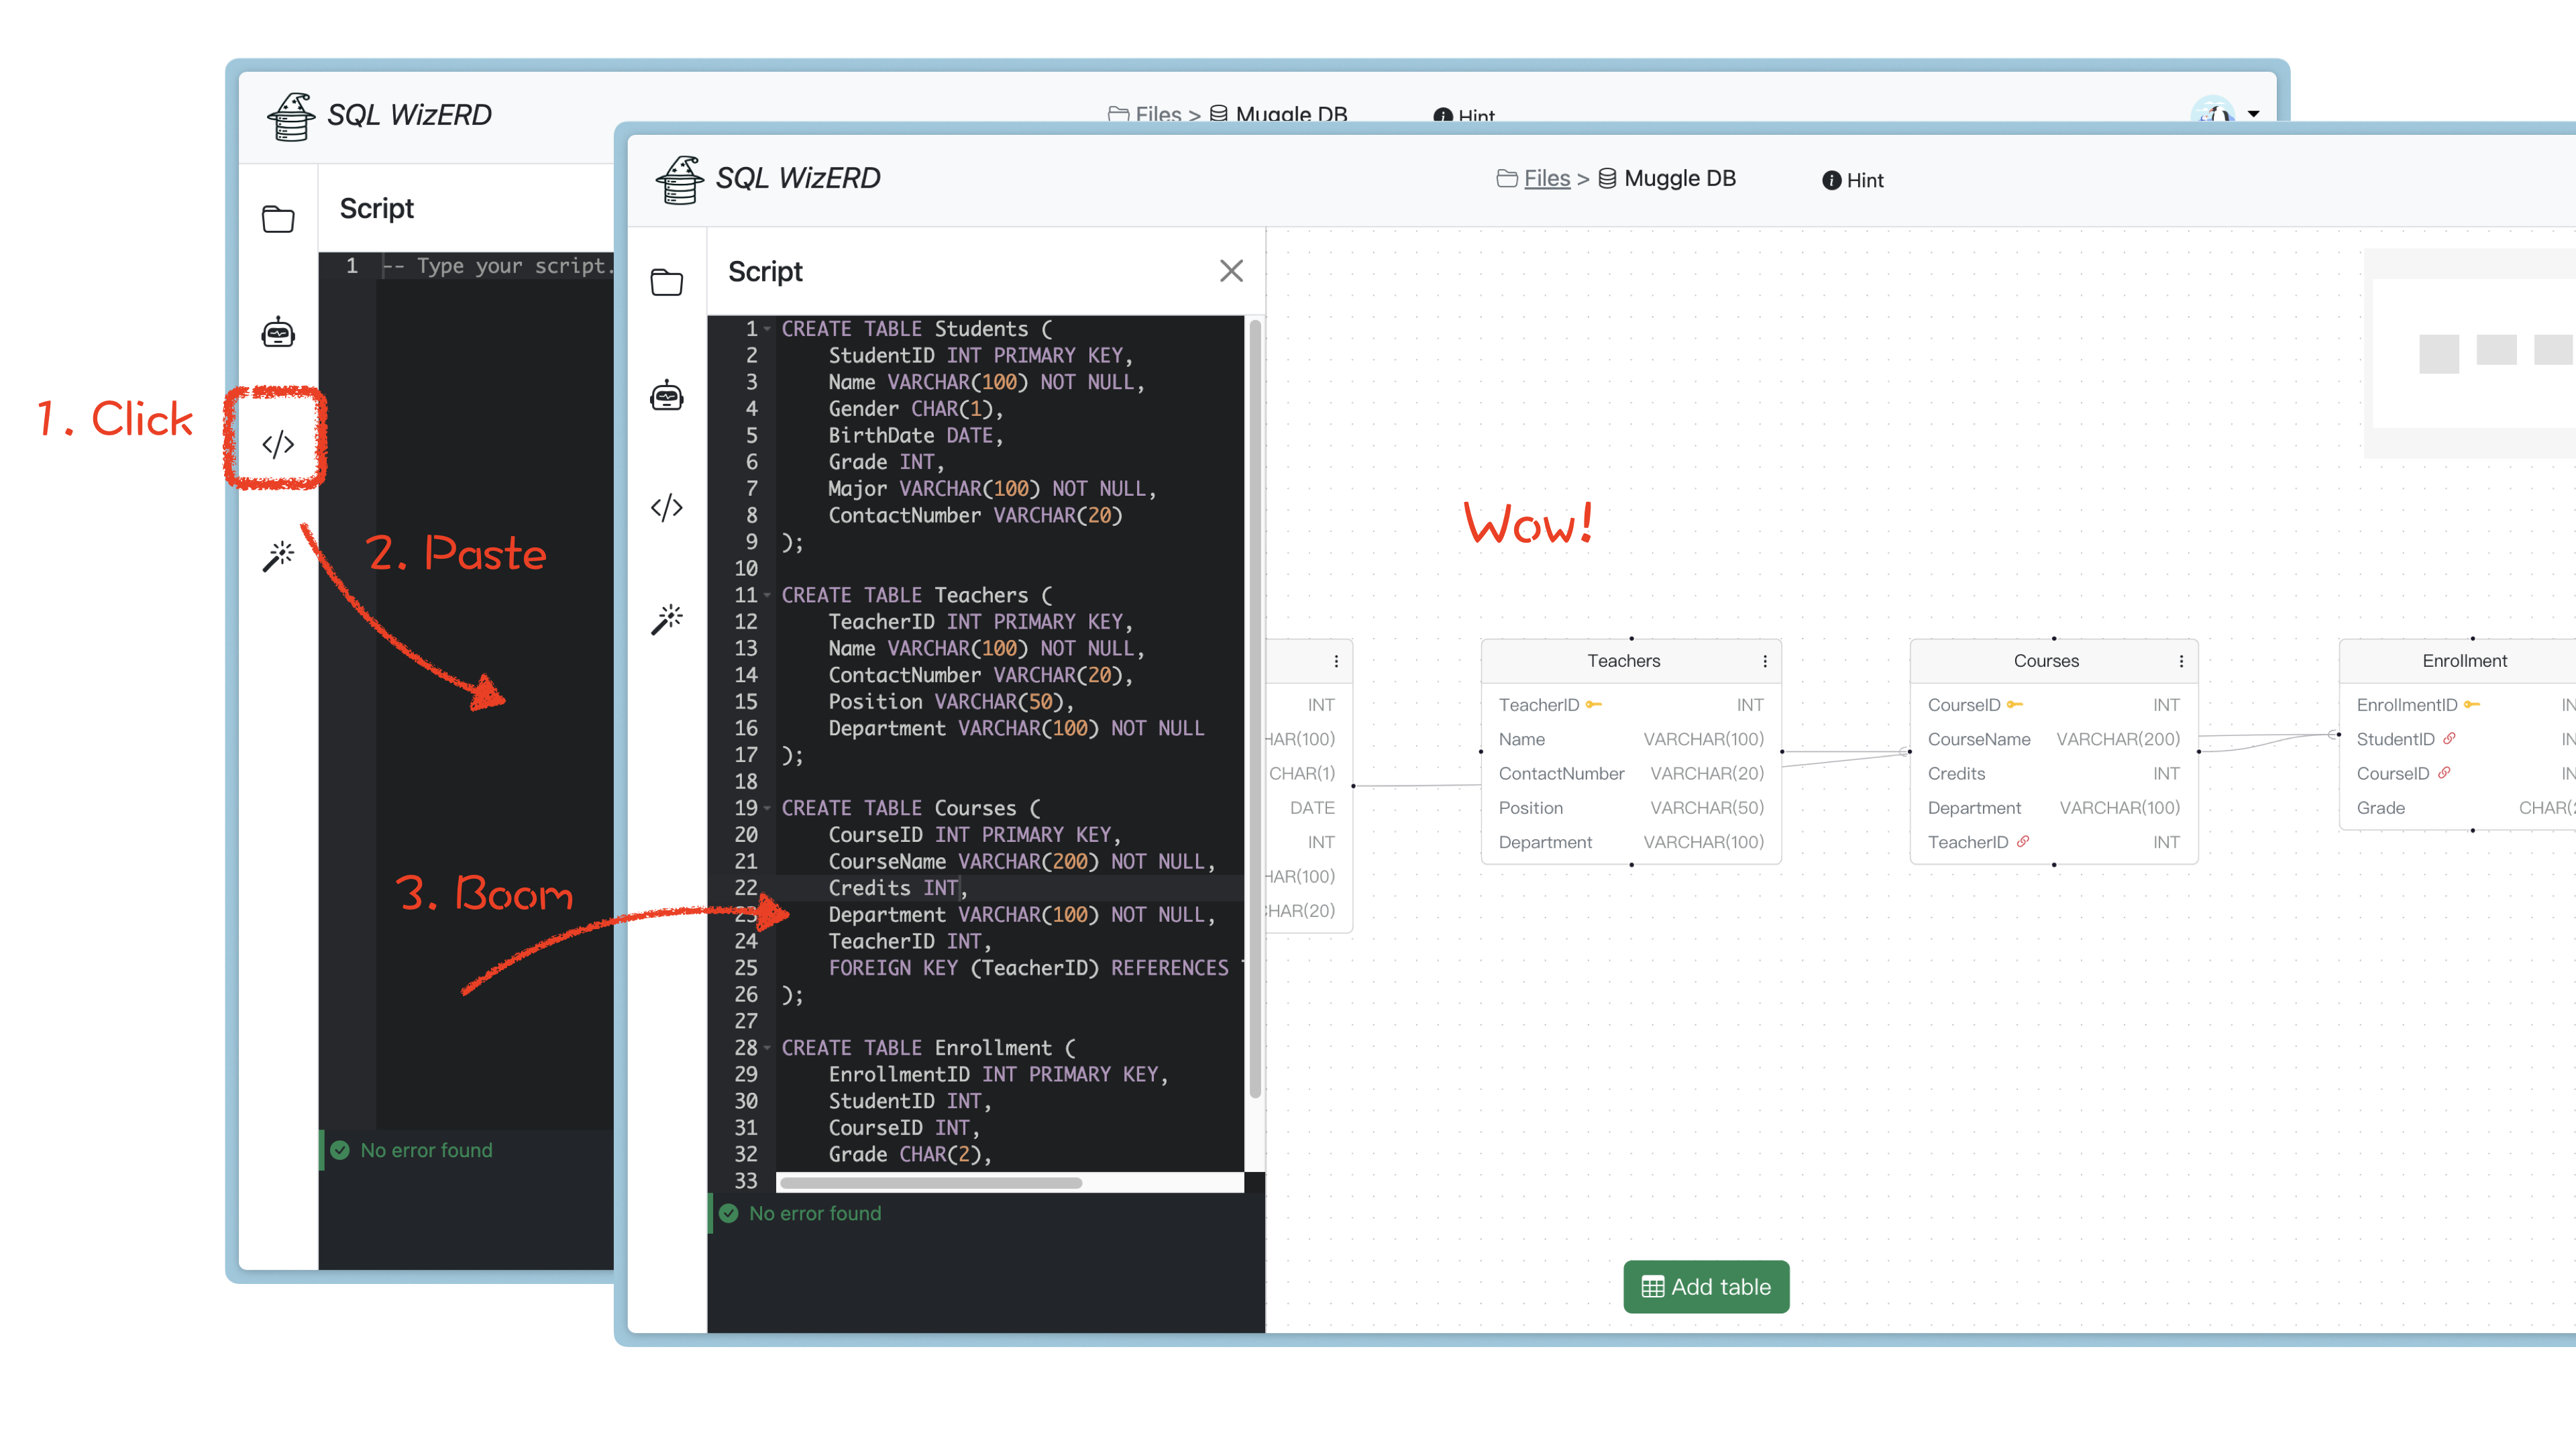 SQL WizERD
Files > Muggle DB
Hint
Script
1 -- Type your script.
No error found
1. Click
2. Paste
3. Boom
SQL WizERD
Files > Muggle DB
Hint
Script
1 CREATE TABLE Students (
2 StudentID INT PRIMARY KEY,
3 Name VARCHAR(100) NOT NULL,
4 Gender CHAR(1),
5 BirthDate DATE,
6 Grade INT,
7 Major VARCHAR(100) NOT NULL,
8 ContactNumber VARCHAR(20)
9 );
10
11 CREATE TABLE Teachers (
12 TeacherID INT PRIMARY KEY,
13 Name VARCHAR(100) NOT NULL,
14 ContactNumber VARCHAR(20),
15 Position VARCHAR(50),
16 Department VARCHAR(100) NOT NULL
17 );
18
19 CREATE TABLE Courses (
20 CourseID INT PRIMARY KEY,
21 CourseName VARCHAR(200) NOT NULL,
22 Credits INT,
23 Department VARCHAR(100) NOT NULL,
24 TeacherID INT,
25 FOREIGN KEY (TeacherID) REFERENCES
26 );
27
28 CREATE TABLE Enrollment (
29 EnrollmentID INT PRIMARY KEY,
30 StudentID INT,
31 CourseID INT,
32 Grade CHAR(2),
33
No error found
Wow!
INT
HAR(100)
CHAR(1)
DATE
INT
HAR(100)
HAR(20)
Teachers
TeacherID INT
Name VARCHAR(100)
ContactNumber VARCHAR(20)
Position VARCHAR(50)
Department VARCHAR(100)
Courses
CourseID INT
CourseName VARCHAR(200)
Credits INT
Department VARCHAR(100)
TeacherID INT
Enrollment
EnrollmentID IN
StudentID IN
CourseID IN
Grade CHAR(
Add table